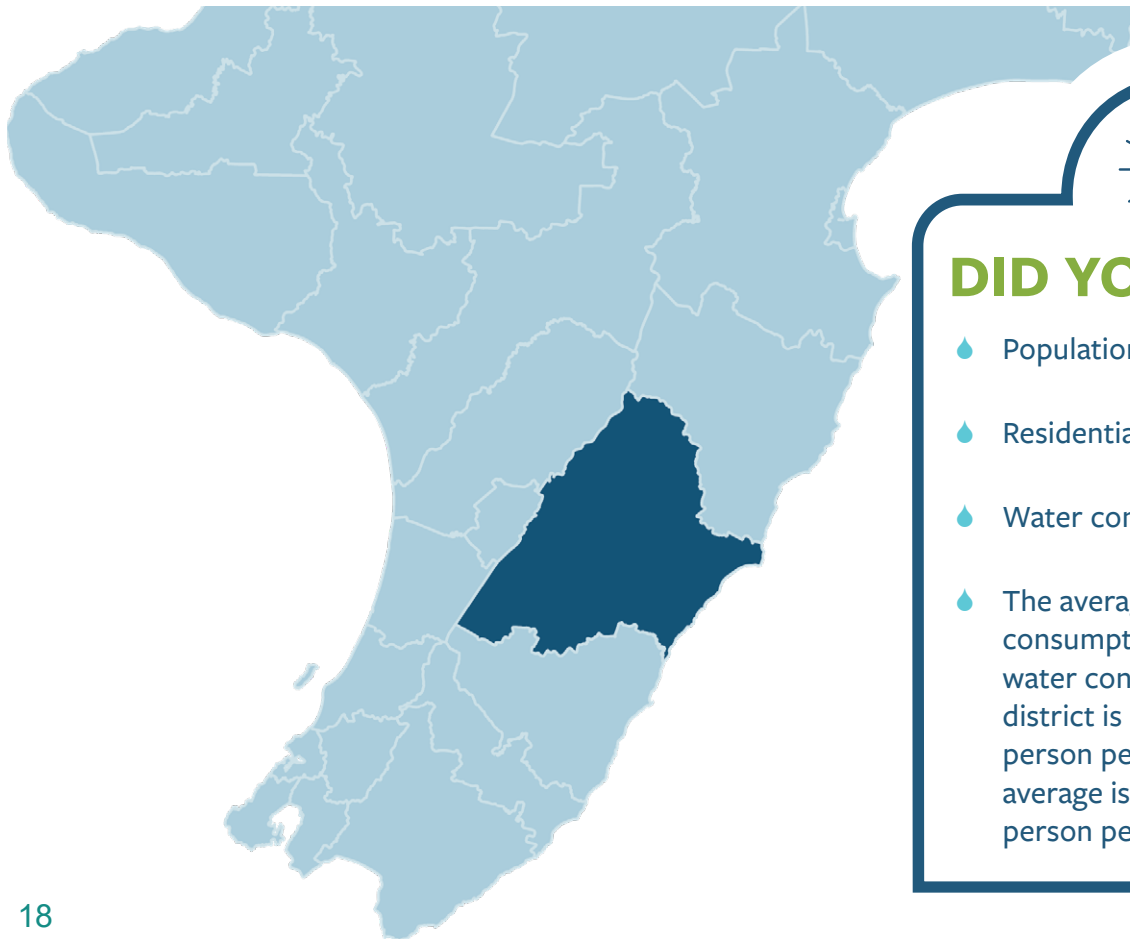 DID YO
Population
Residentia
Water con
The avera
consumpt
water con
district is
person pe
average is
person pe
18